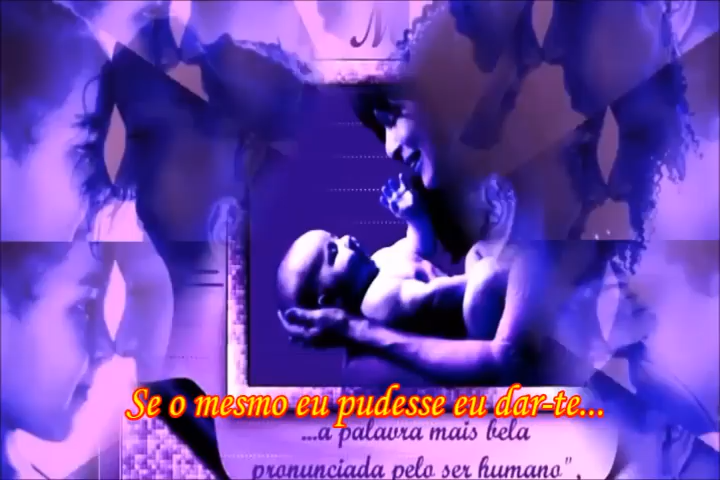 Se o mesmo eu pudesse eu dar-te...
...a palavra mais bela
pronunciada pelo ser humano",